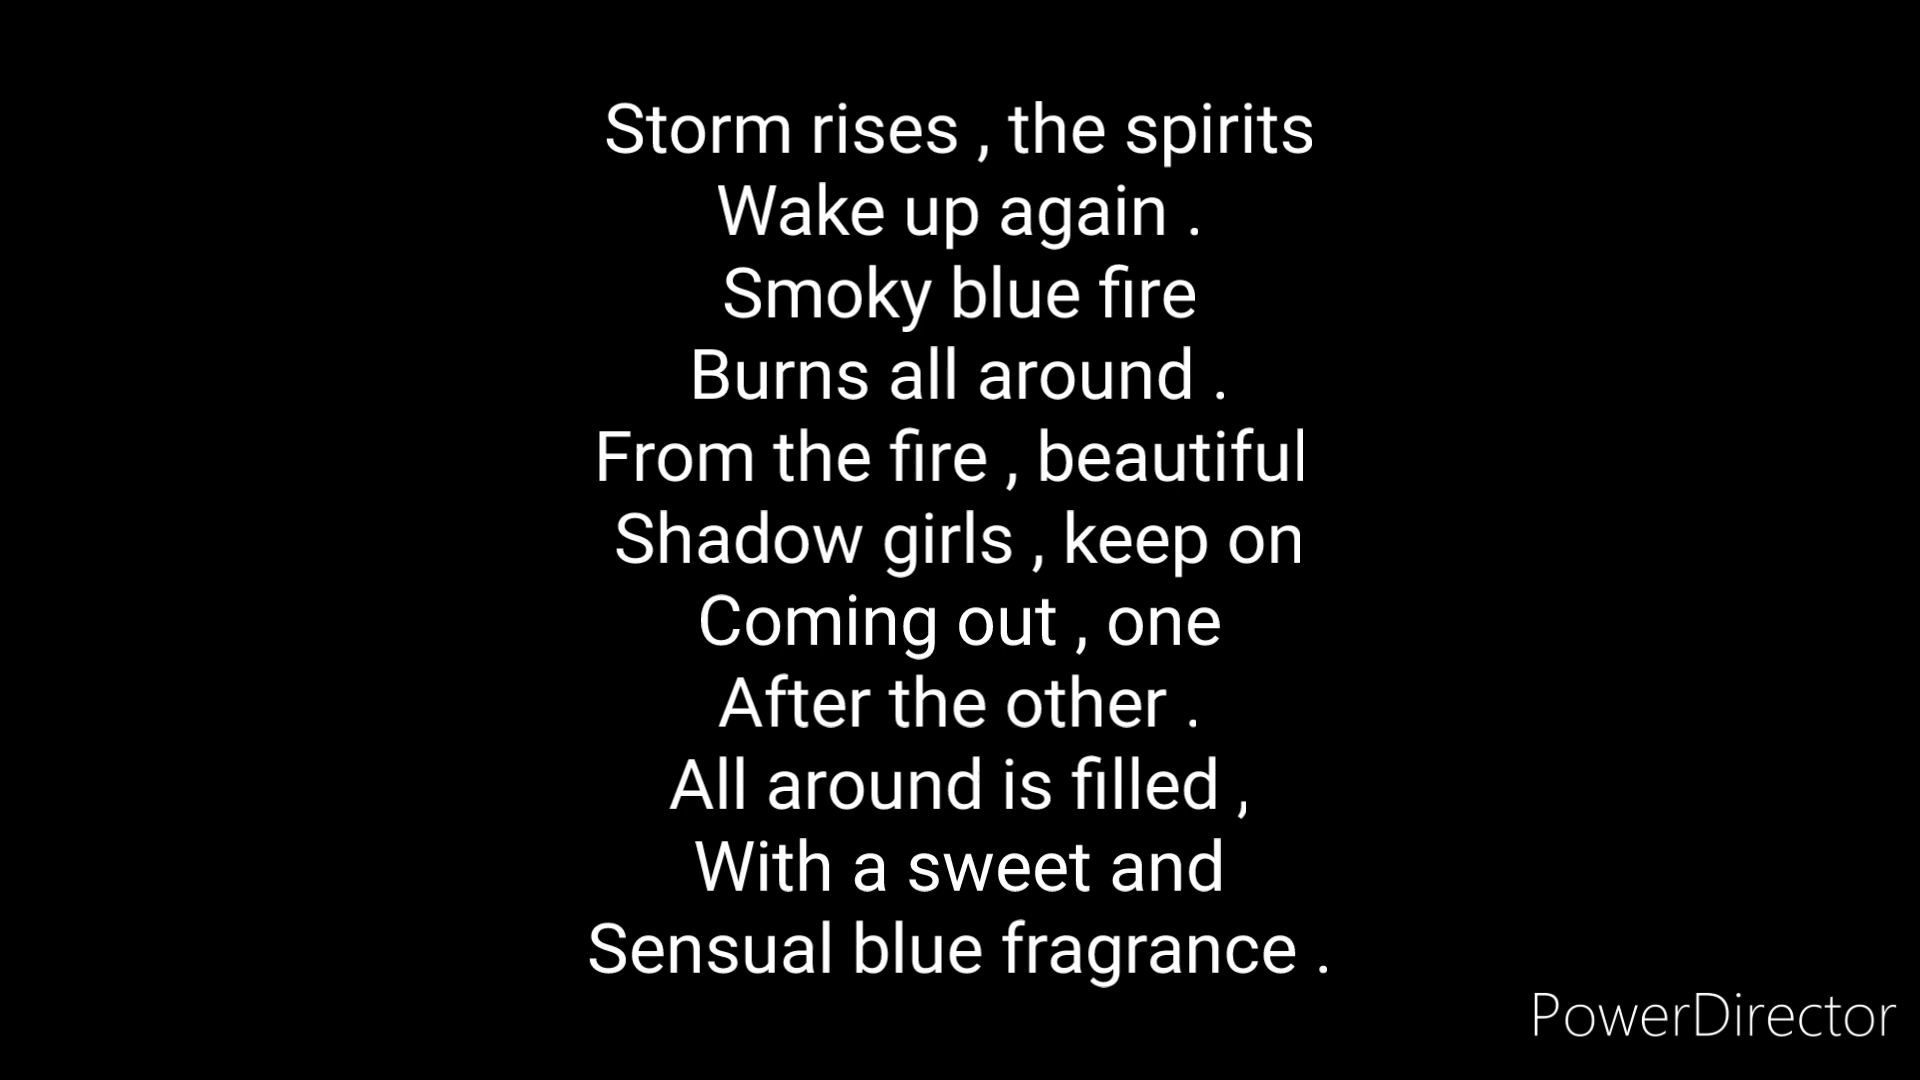 Storm rises , the spirits
Wake up again .
Smoky blue fire
Burns all around .
From the fire , beautiful
Shadow girls , keep on
Coming out , one
After the other .
All around is filled ,
With a sweet and
Sensual blue fragrance .
PowerDirector